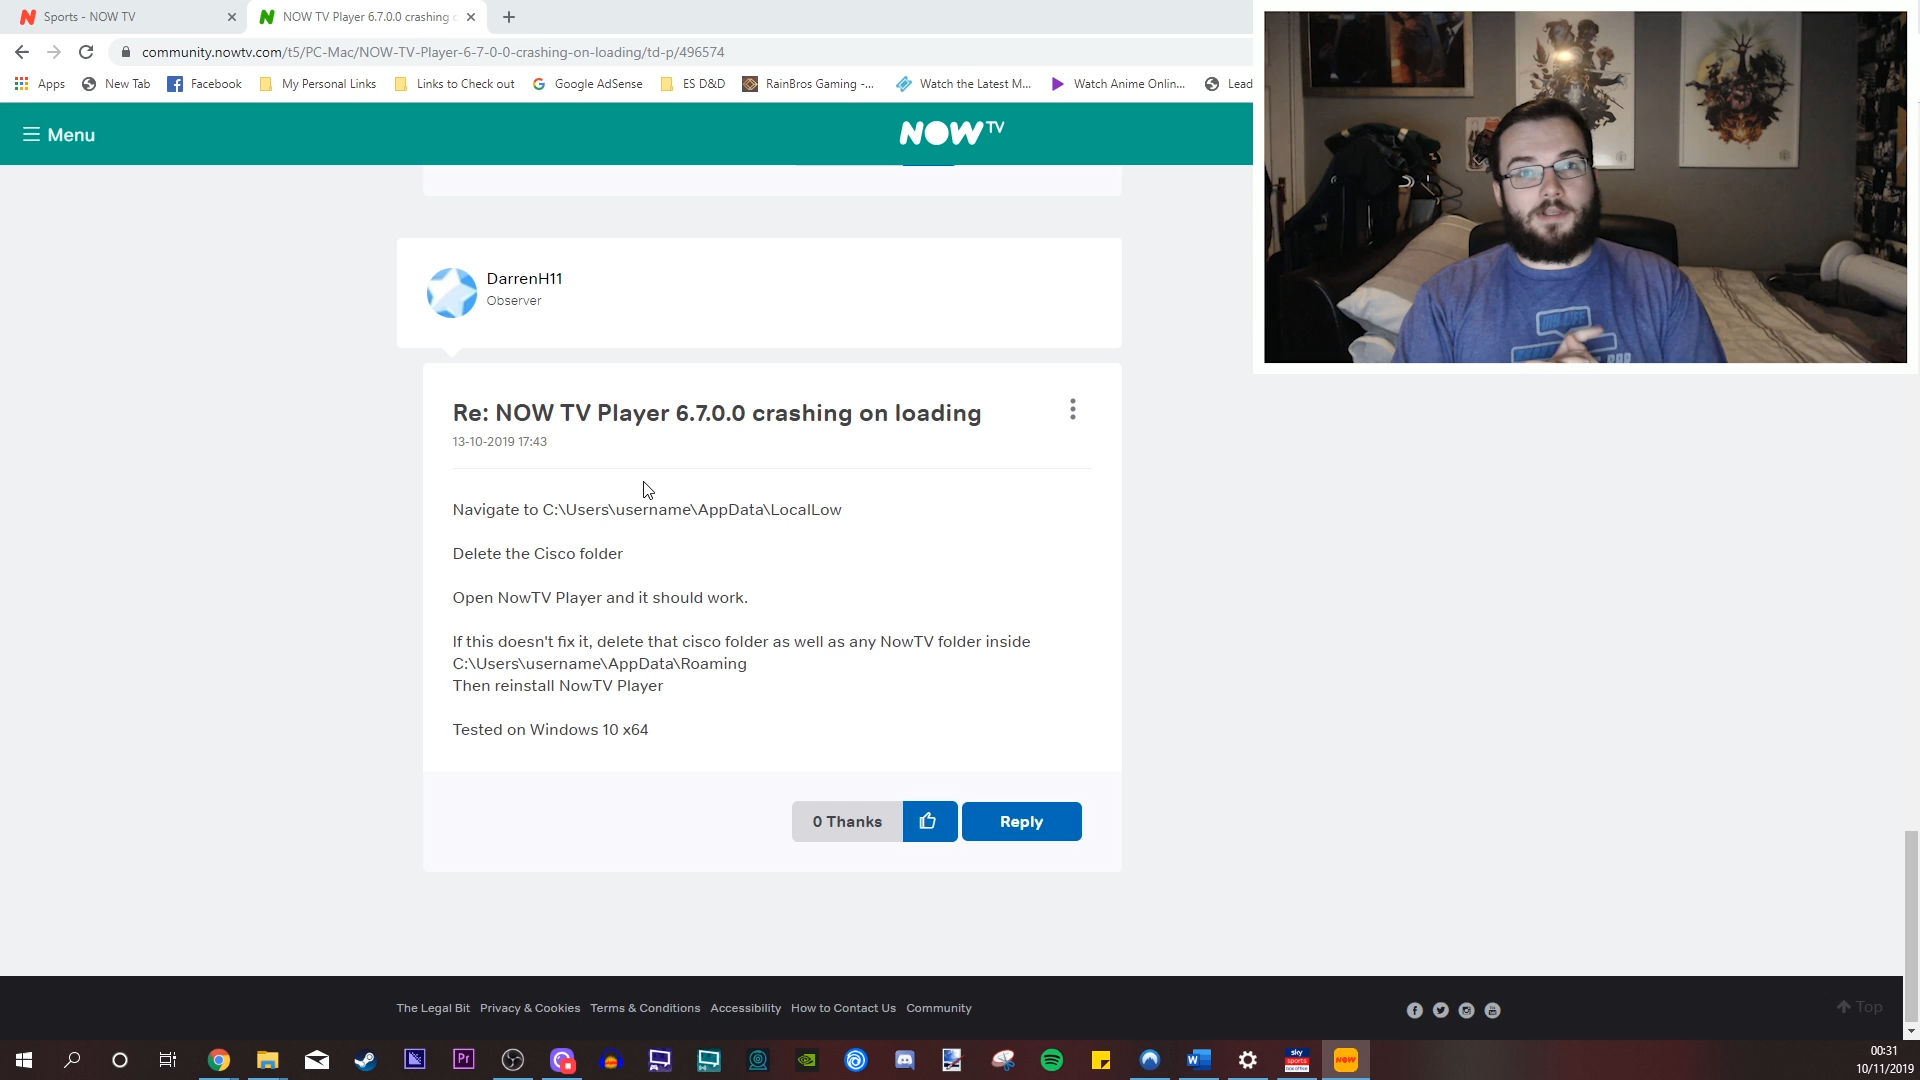 Sports - NOW TV
NOW TV Player 6.7.0.0 crashing
community.nowtv.com/t5/PC-Mac/NOW-TV-Player-6-7-0-0-crashing-on-loading/td-p/496574
Apps New Tab Facebook My Personal Links Links to Check out Google AdSense ES D&D RainBros Gaming -... Watch the Latest M... Watch Anime Onlin... Lead
Menu
NOW TV
DarrenH11
Observer
Re: NOW TV Player 6.7.0.0 crashing on loading
13-10-2019 17:43
Navigate to C:\Users\username\AppData\LocalLow
Delete the Cisco folder
Open NowTV Player and it should work.
If this doesn't fix it, delete that cisco folder as well as any NowTV folder inside
C:\Users\username\AppData\Roaming
Then reinstall NowTV Player
Tested on Windows 10 x64
0 Thanks
Reply
The Legal Bit Privacy & Cookies Terms & Conditions Accessibility How to Contact Us Community
Top
Pr
sky
sports
NOW
00:31
10/11/2019